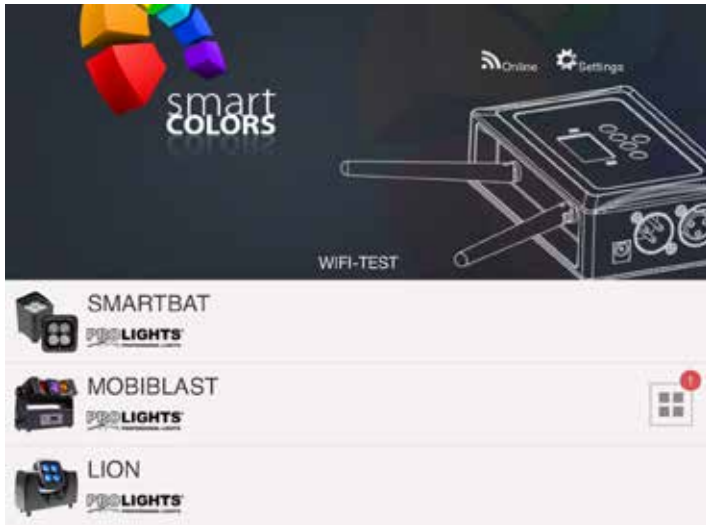 smart
COLORS
Online
Settings
WIFI-TEST
SMARTBAT
PROLIGHTS
MOBIBLAST
PROLIGHTS
1
LION
PROLIGHTS